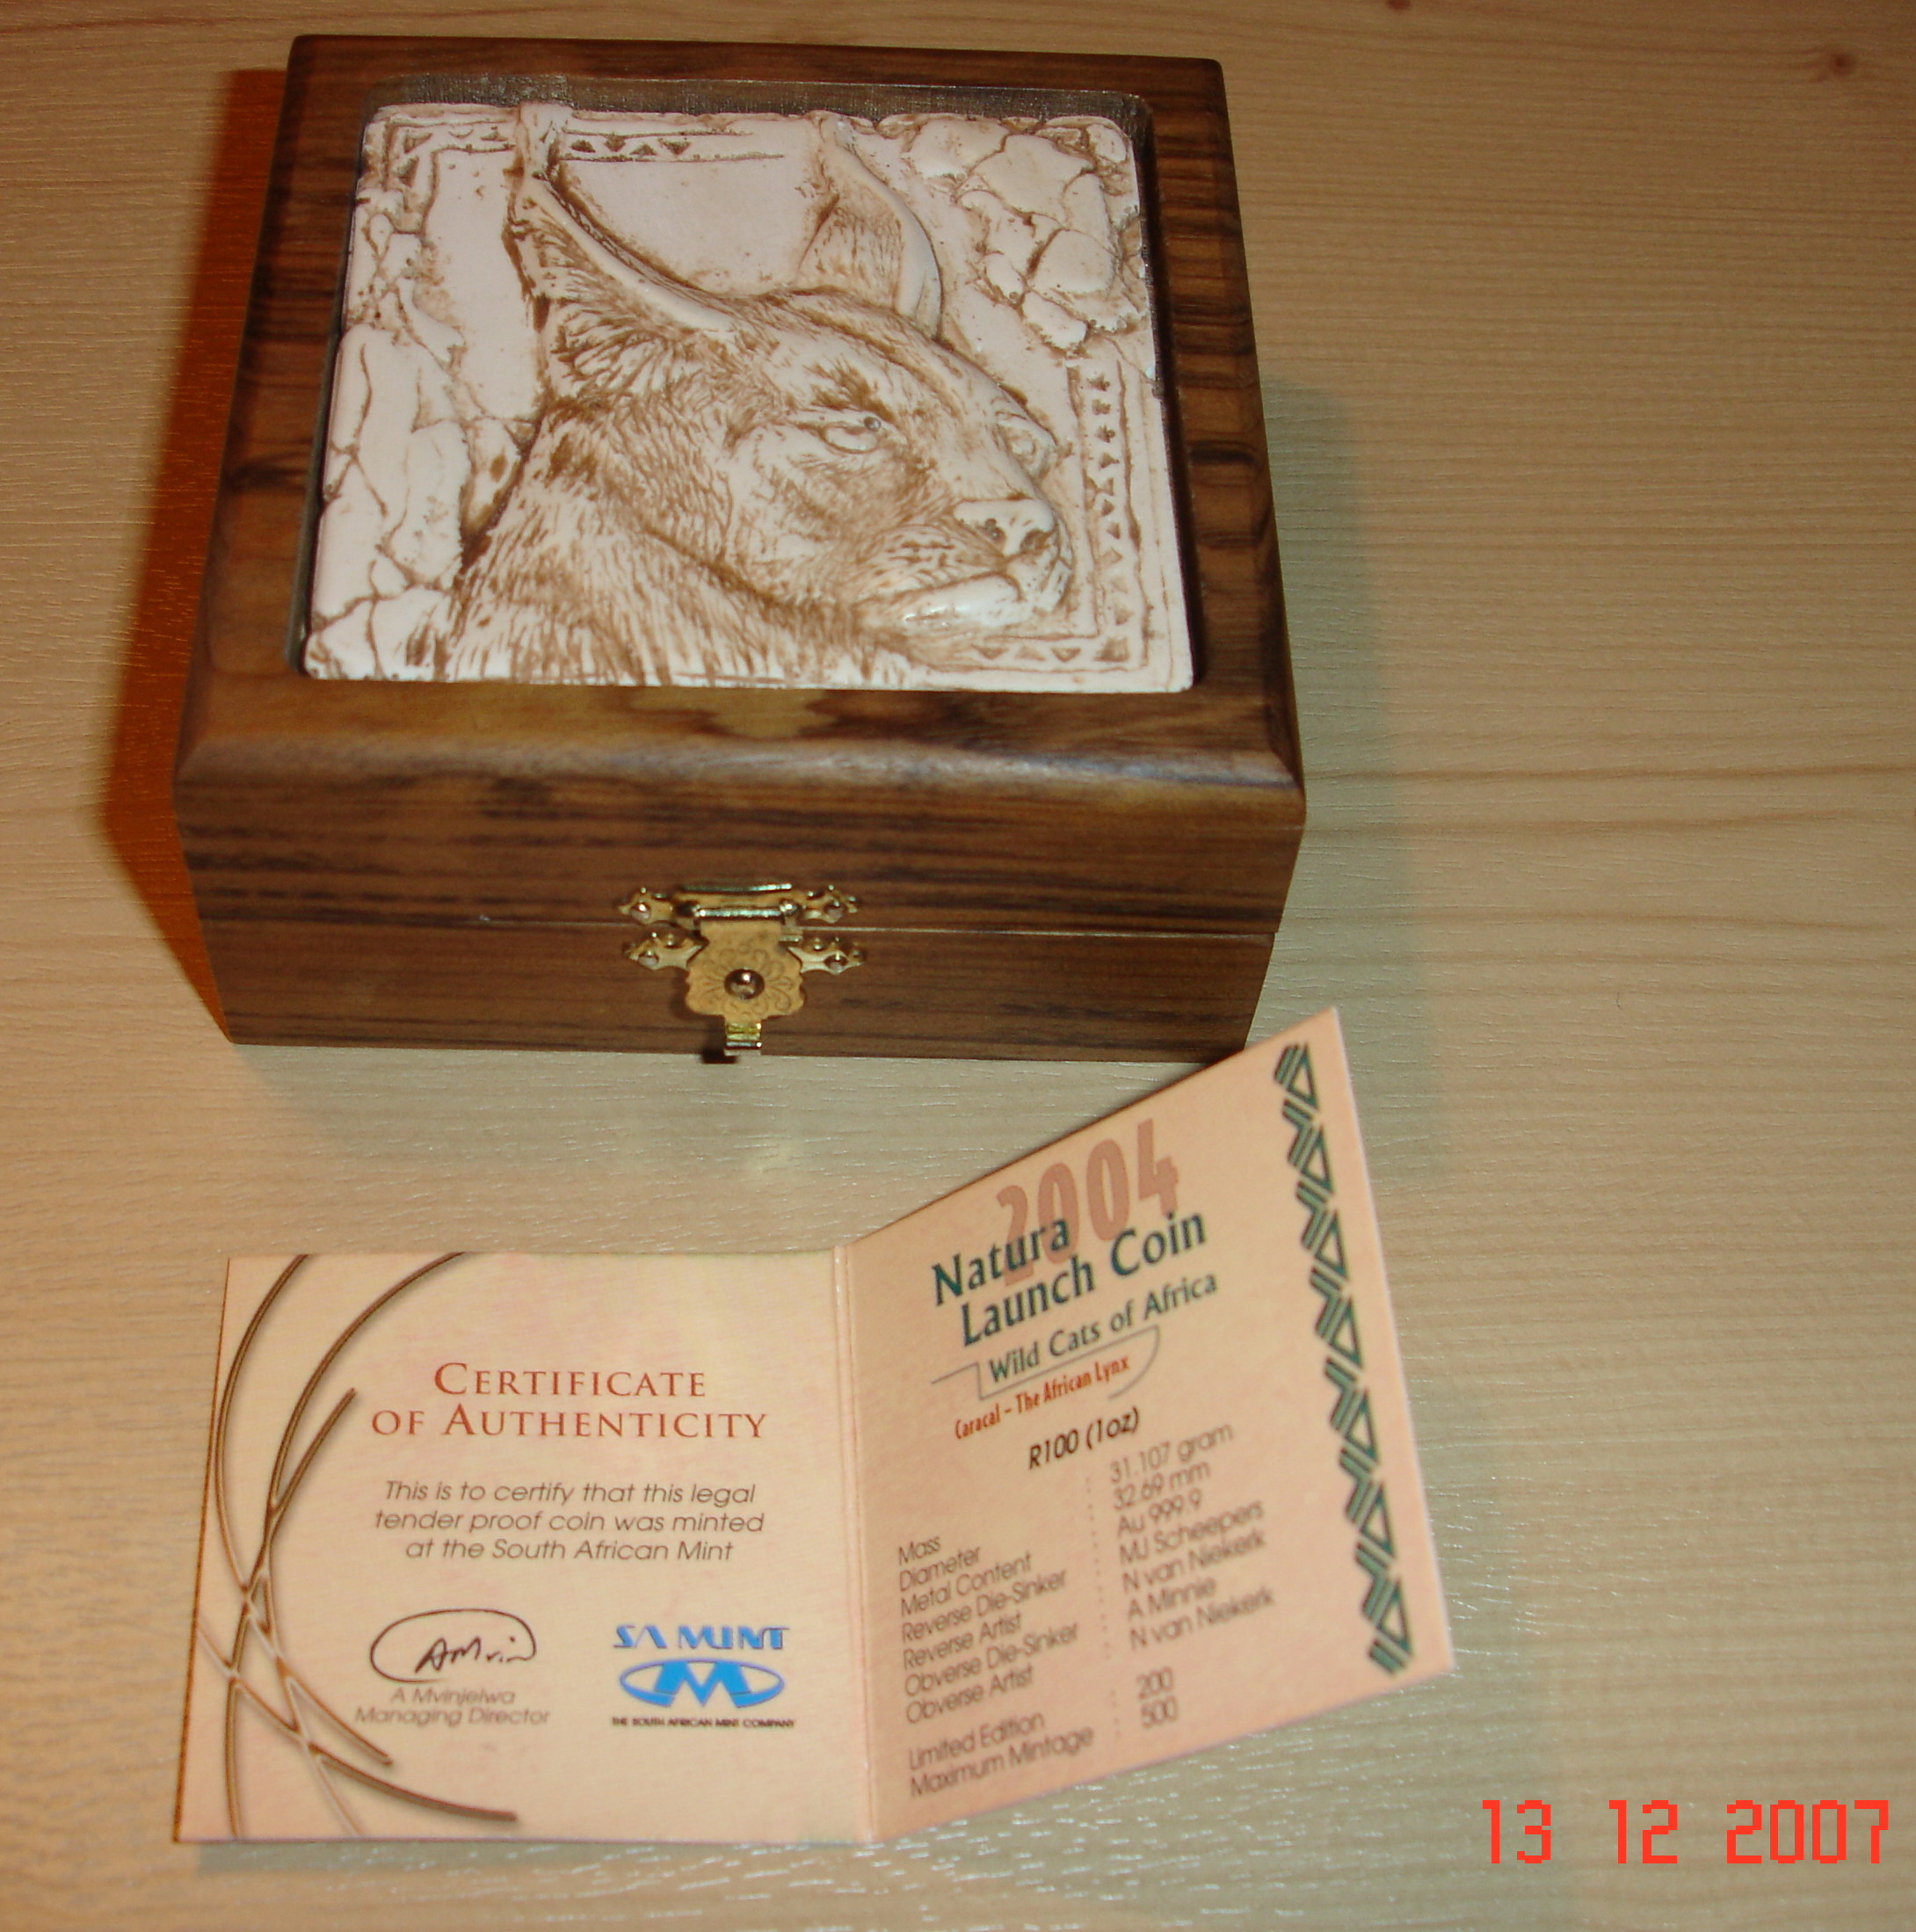 CERTIFICATE
OF AUTHENTICITY
This is to certify that this legal
tender proof coin was minted
at the South African Mint
A Mvinjelwa
Managing Director
SA MINT
THE SOUTH AFRICAN MINT COMPANY
2004
Natura
Launch Coin
Wild Cats of Africa
Caracal – The African Lynx
R100 (1oz)
Mass : 31.107 gram
Diameter : 32.69 mm
Metal Content : Au 999.9
Reverse Die-Sinker : MJ Scheepers
Reverse Artist : N van Niekerk
Obverse Die-Sinker : A Minnie
Obverse Artist : N van Niekerk
Limited Edition : 200
Maximum Mintage : 500
13 12 2007